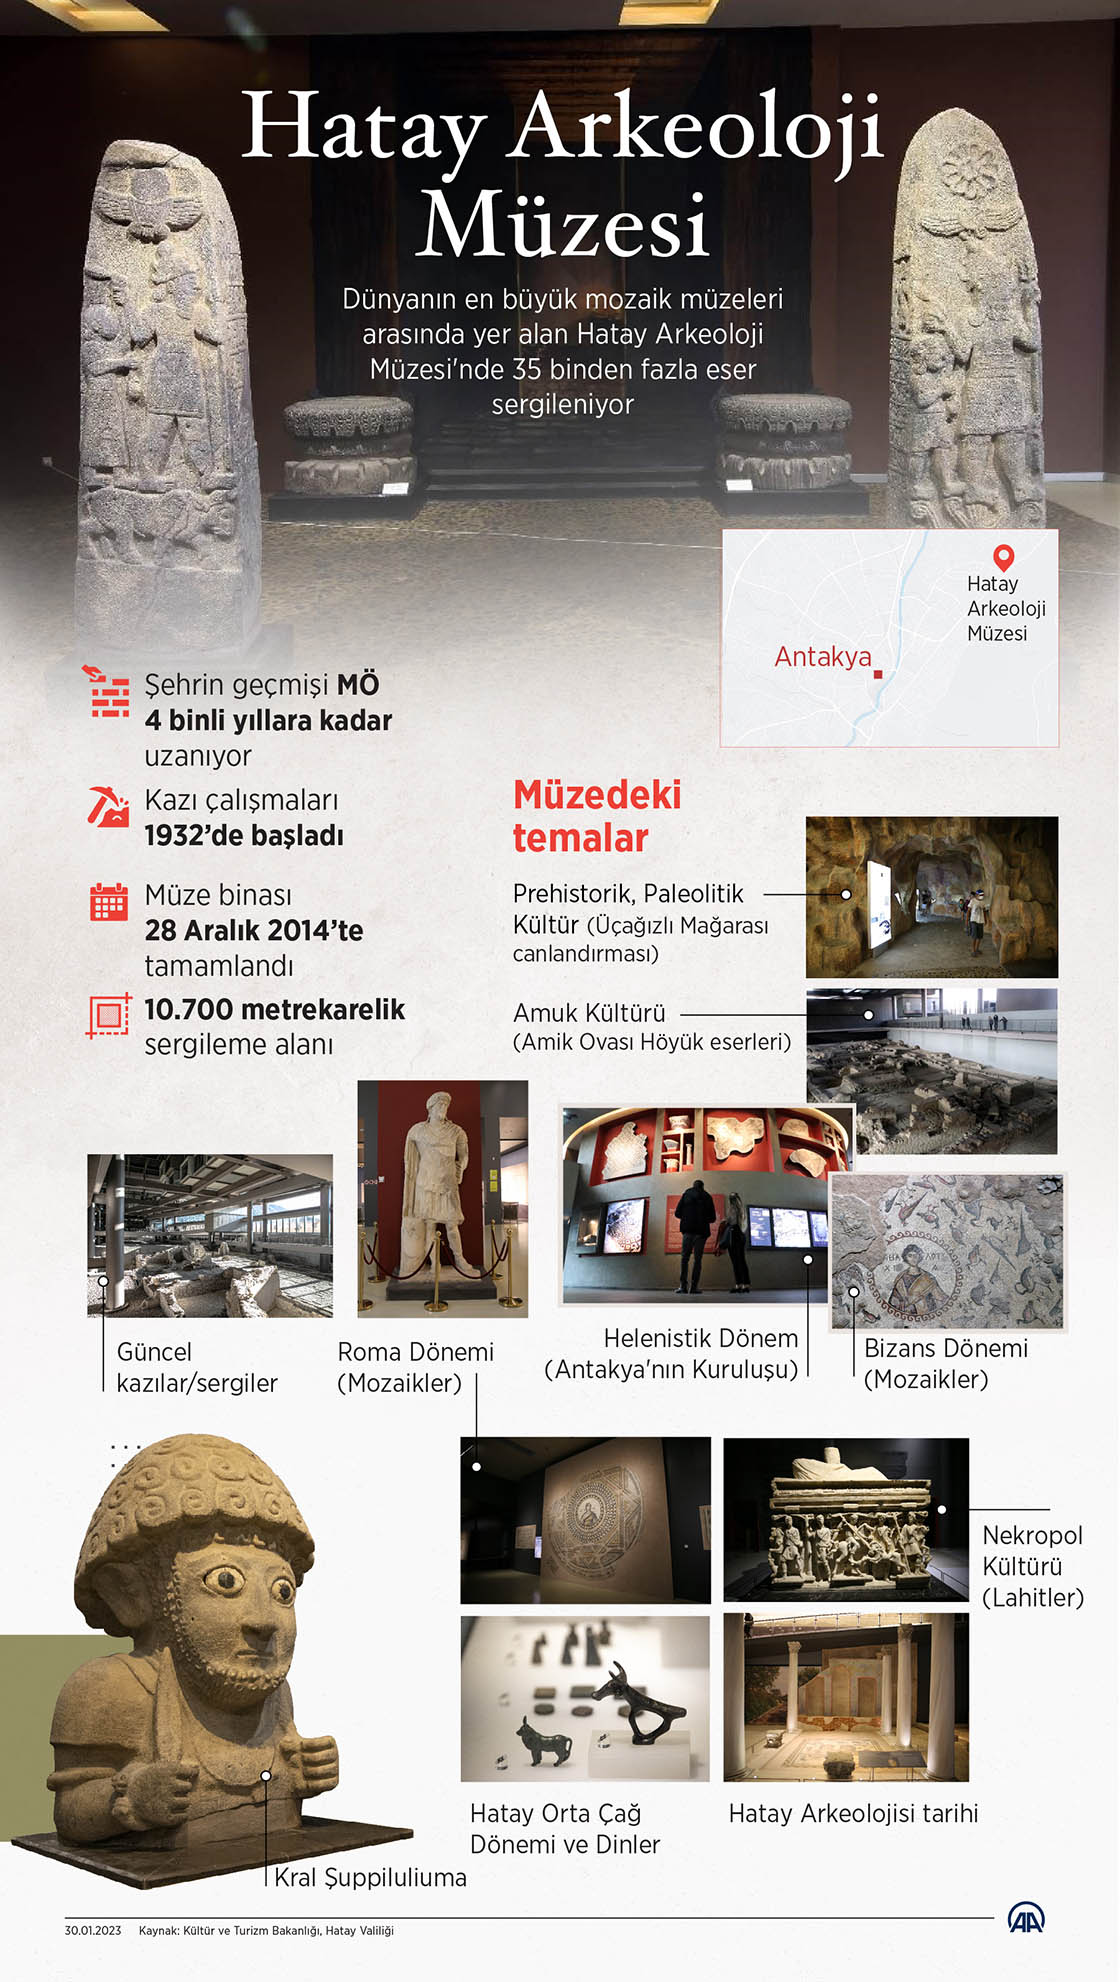 Hatay Arkeoloji
Müzesi
Dünyanın en büyük mozaik müzeleri
arasında yer alan Hatay Arkeoloji
Müzesi'nde 35 binden fazla eser
sergileniyor
Hatay
Arkeoloji
Müzesi
Antakya
Şehrin geçmişi MÖ
4 binli yıllara kadar
uzanıyor
Kazı çalışmaları
1932’de başladı
Müze binası
28 Aralık 2014’te
tamamlandı
10.700 metrekarelik
sergileme alanı
Müzedeki
temalar
Prehistorik, Paleolitik
Kültür (Üçağızlı Mağarası
canlandırması)
Amuk Kültürü
(Amik Ovası Höyük eserleri)
Güncel
kazılar/sergiler
Roma Dönemi
(Mozaikler)
Helenistik Dönem
(Antakya'nın Kuruluşu)
Bizans Dönemi
(Mozaikler)
Nekropol
Kültürü
(Lahitler)
Hatay Orta Çağ
Dönemi ve Dinler
Hatay Arkeolojisi tarihi
Kral Şuppiluliuma
30.01.2023 Kaynak: Kültür ve Turizm Bakanlığı, Hatay Valiliği
AA